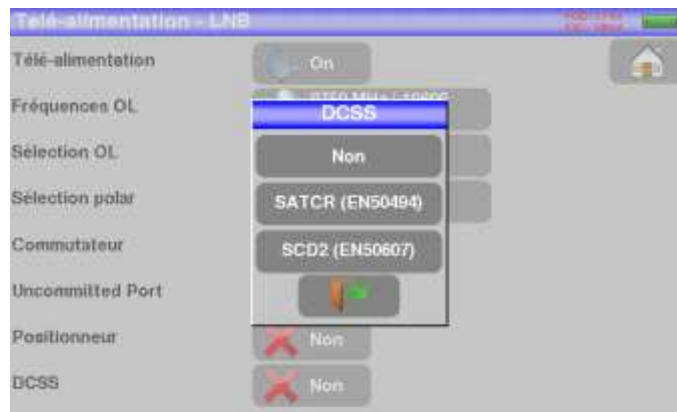 Télé-alimentation - LNB
Télé-alimentation
On
Fréquences OL
DCSS
Sélection OL
Non
Sélection polar
SATCR (EN50494)
Commutateur
SCD2 (EN50607)
Uncommitted Port
Positionneur
Non
DCSS
Non